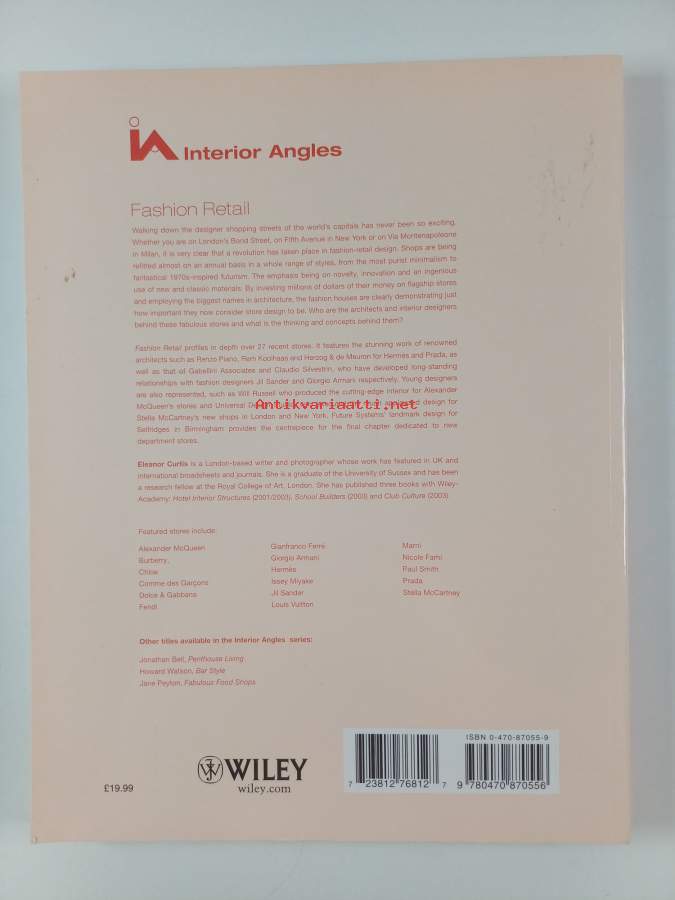 iA Interior Angles
Fashion Retail
Walking down the designer shopping streets of the world's capitals has never been so exciting.
Whether you are on London's Bond Street, on Fifth Avenue in New York or on Via Montenapoleone
in Milan, it is very clear that a revolution has taken place in fashion-retail design. Shops are being
refitted almost on an annual basis in a whole range of styles, from the most purist minimalism to
fantastical 1970s-inspired futurism. The emphasis being on novelty, innovation and an ingenious
use of new and classic materials. By investing millions of dollars of their money on flagship stores
and employing the biggest names in architecture, the fashion houses are clearly demonstrating just
how important they now consider store design to be. Who are the architects and interior designers
behind these fabulous stores and what is the thinking and concepts behind them?
Fashion Retail profiles in depth over 27 recent stores. It features the stunning work of renowned
architects such as Renzo Piano, Rem Koolhaas and Herzog & de Meuron for Hermès and Prada, as
well as that of Gabellini Associates and Claudio Silvestrin, who have developed long-standing
relationships with fashion designers Jil Sander and Giorgio Armani respectively. Young designers
are also represented, such as Will Russell who produced the cutting-edge interior for Alexander
McQueen's stores and Universal design for
Antikvariaatti.net
Stella McCartney's new shops in London and New York. Future Systems' landmark design for
Selfridges in Birmingham provides the centrepiece for the final chapter dedicated to new
department stores.
Eleanor Curtis is a London-based writer and photographer whose work has featured in UK and
international broadsheets and journals. She is a graduate of the University of Sussex and has been
a research fellow at the Royal College of Art, London. She has published three books with Wiley-
Academy: Hotel Interior Structures (2001/2003), School Builders (2003) and Club Culture (2003)
Featured stores include:
Alexander McQueen
Burberry
Chloe
Comme des Garçons
Dolce & Gabbana
Fendi
Gianfranco Ferré
Giorgio Armani
Hermès
Issey Miyake
Jil Sander
Louis Vuitton
Marni
Nicole Farhi
Paul Smith
Prada
Stella McCartney
Other titles available in the Interior Angles series:
Jonathan Bell, Penthouse Living
Howard Watson, Bar Style
Jane Peyton, Fabulous Food Shops
£19.99
WILEY
wiley.com
7 23812 76812 7
ISBN 0-470-87055-9
9 780470 870556